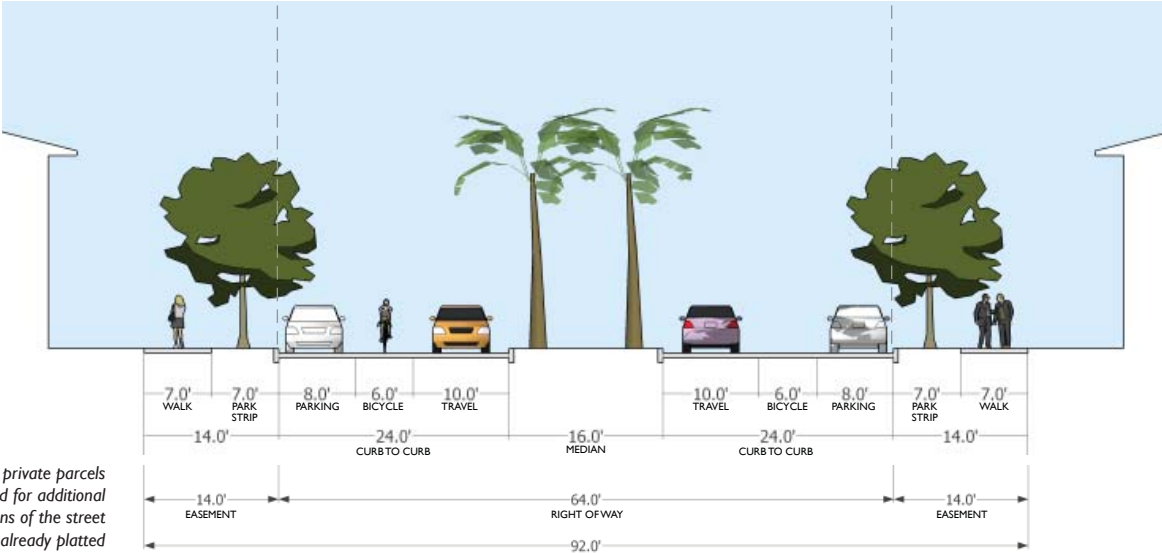 7.0' 7.0' 8.0' 6.0' 10.0' 10.0' 6.0' 8.0' 7.0' 7.0'
WALK PARK STRIP PARKING BICYCLE TRAVEL TRAVEL BICYCLE PARKING PARK STRIP WALK
14.0' 24.0' 16.0' 24.0' 14.0'
CURB TO CURB MEDIAN CURB TO CURB
private parcels
d for additional
ns of the street
already platted
14.0' 64.0' 14.0'
EASEMENT RIGHT OF WAY EASEMENT
92.0'